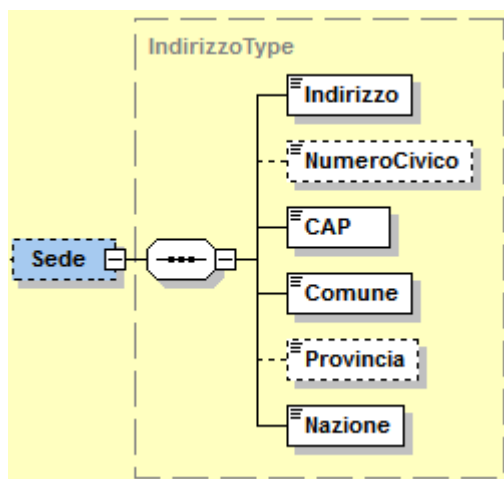 IndirizzoType
Indirizzo
NumeroCivico
CAP
Sede
Comune
Provincia
Nazione